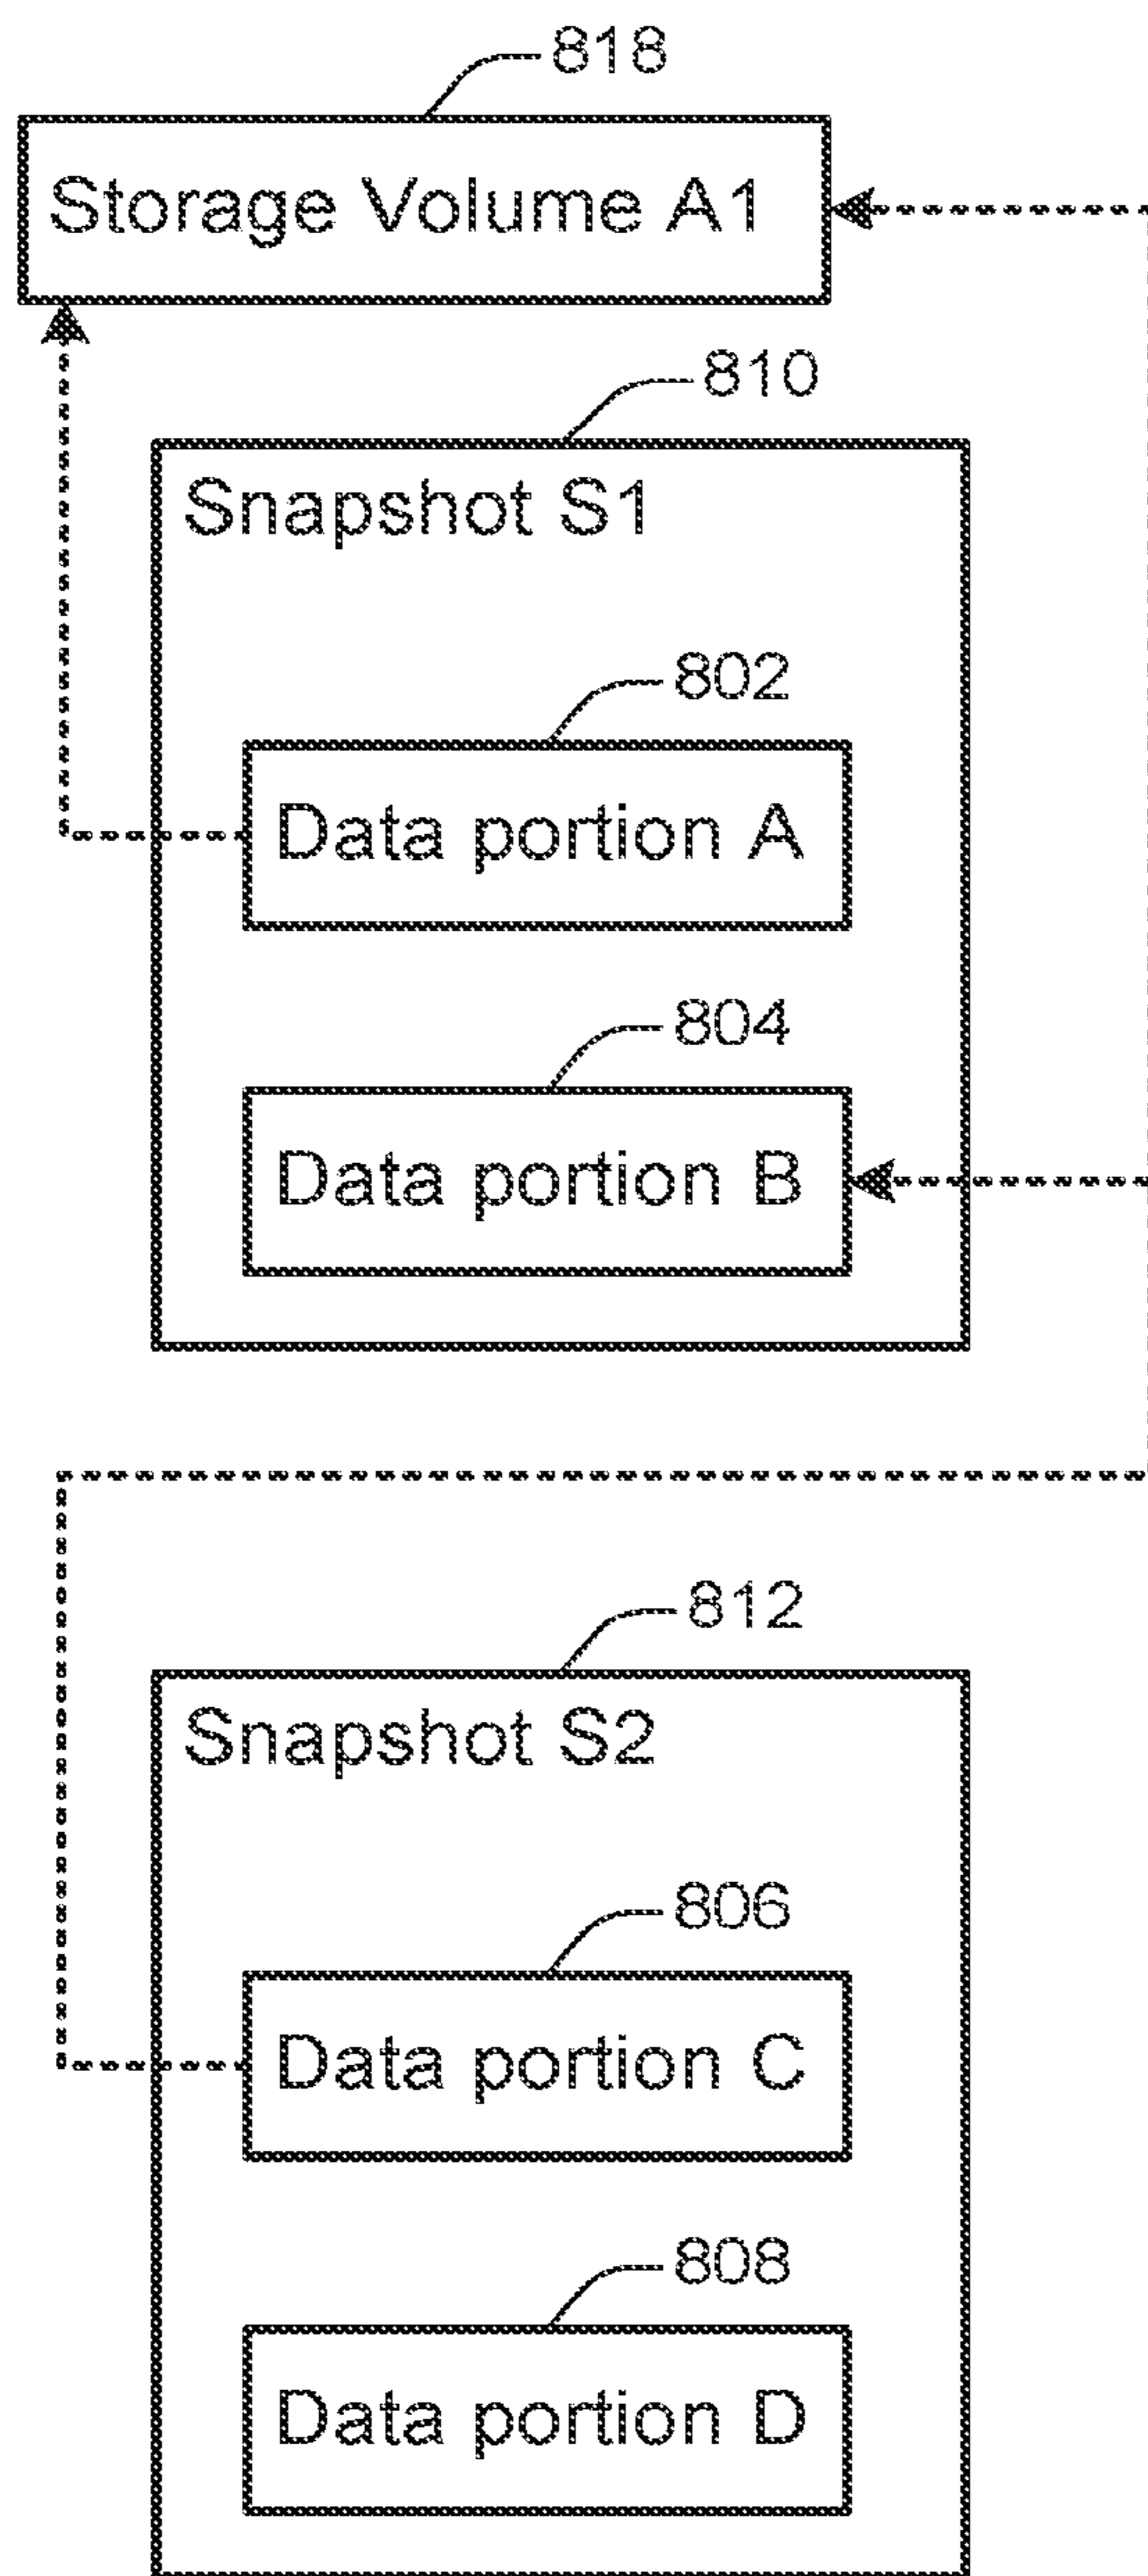 818
Storage Volume A1
810
Snapshot S1
802
Data portion A
804
Data portion B
812
Snapshot S2
806
Data portion C
808
Data portion D